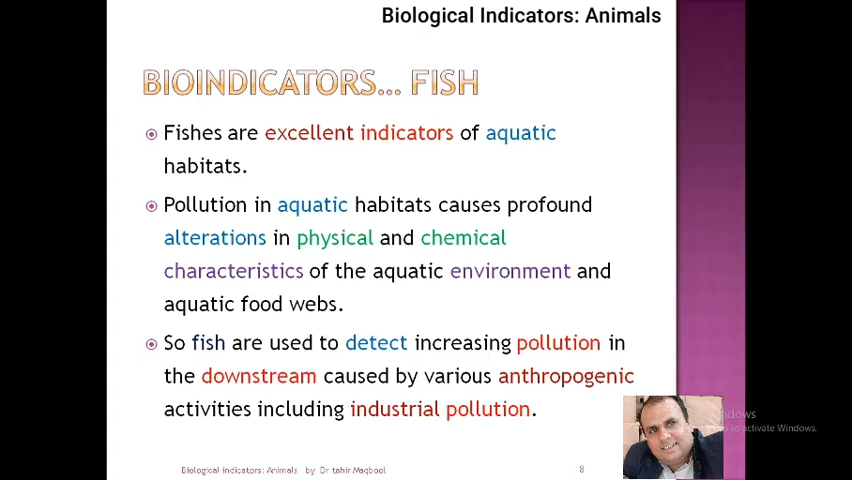 Biological Indicators: Animals
BIOINDICATORS... FISH
Fishes are excellent indicators of aquatic
habitats.
Pollution in aquatic habitats causes profound
alterations in physical and chemical
characteristics of the aquatic environment and
aquatic food webs.
So fish are used to detect increasing pollution in
the downstream caused by various anthropogenic
activities including industrial pollution.
Biological indicators: Animals by Dr tahir Maqbool
8
to activate Windows.